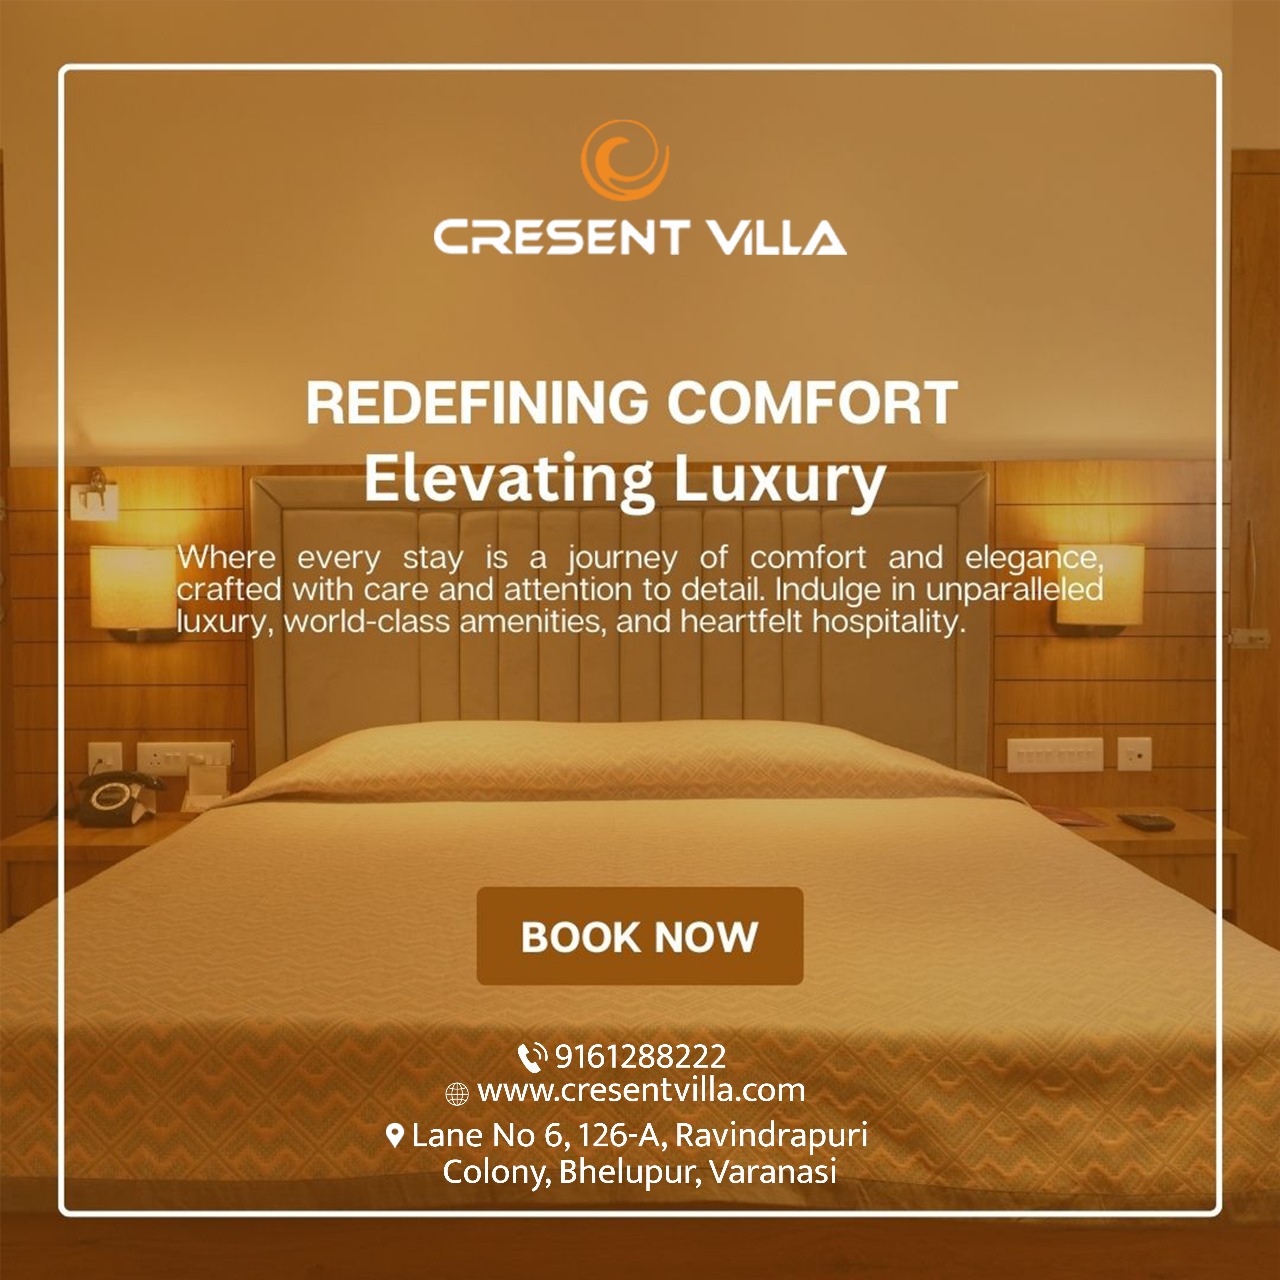 CRESENT VILLA
REDEFINING COMFORT
Elevating Luxury
Where every stay is a journey of comfort and elegance,
crafted with care and attention to detail. Indulge in unparalleled
luxury, world-class amenities, and heartfelt hospitality.
BOOK NOW
9161288222
www.cresentvilla.com
Lane No 6, 126-A, Ravindrapuri
Colony, Bhelupur, Varanasi